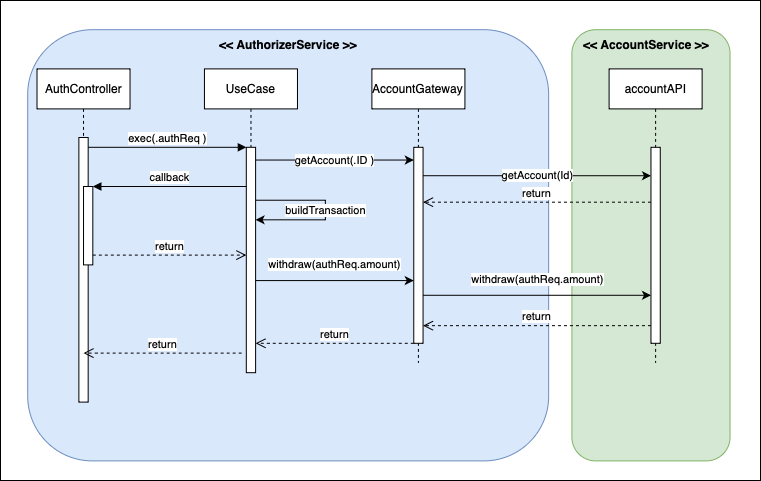 << AuthorizerService >>
<< AccountService >>
AuthController
UseCase
AccountGateway
accountAPI
exec(.authReq )
getAccount(.ID )
getAccount(Id)
callback
return
buildTransaction
return
withdraw(authReq.amount)
withdraw(authReq.amount)
return
return
return